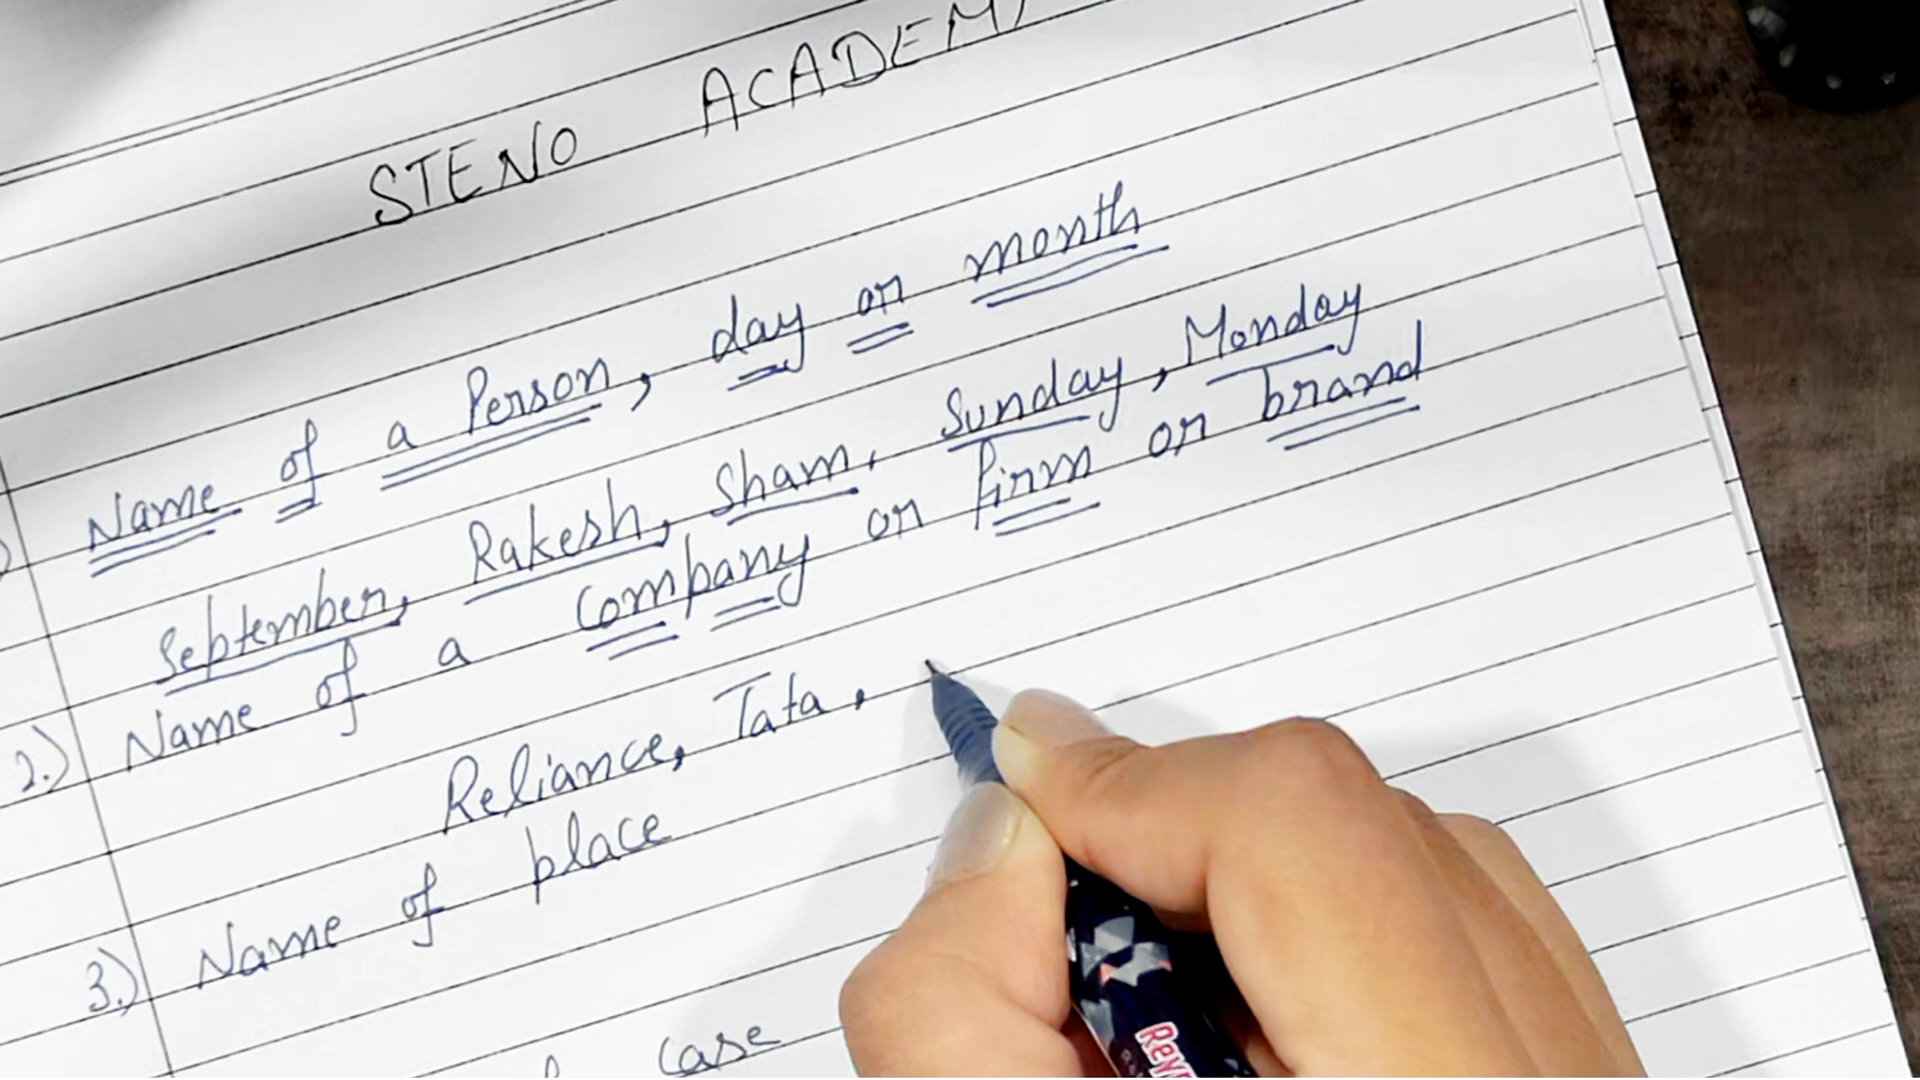 STENO ACADEM
Name of a Person, day or month
September, Rakesh, Sham, Sunday, Monday
2.) Name of a Company or firm or brand
Reliance, Tata,
3.) Name of place
case